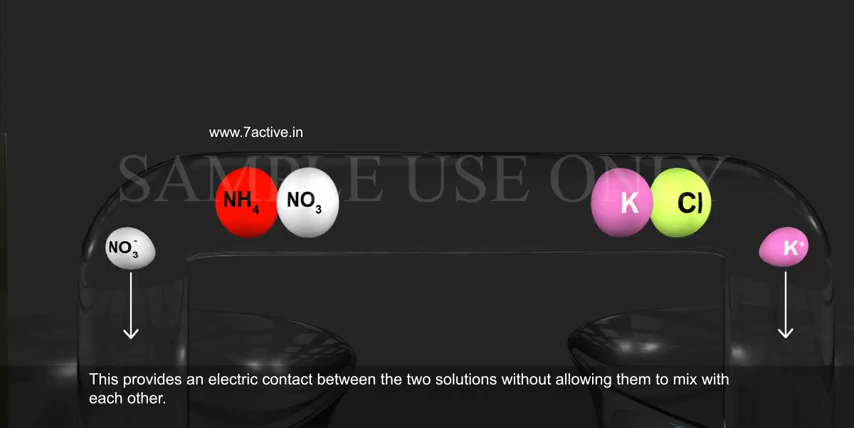 www.7active.in
SAMPLE USE ONLY
NH₄ NO₃ K Cl
NO₃⁻ K⁺
This provides an electric contact between the two solutions without allowing them to mix with
each other.